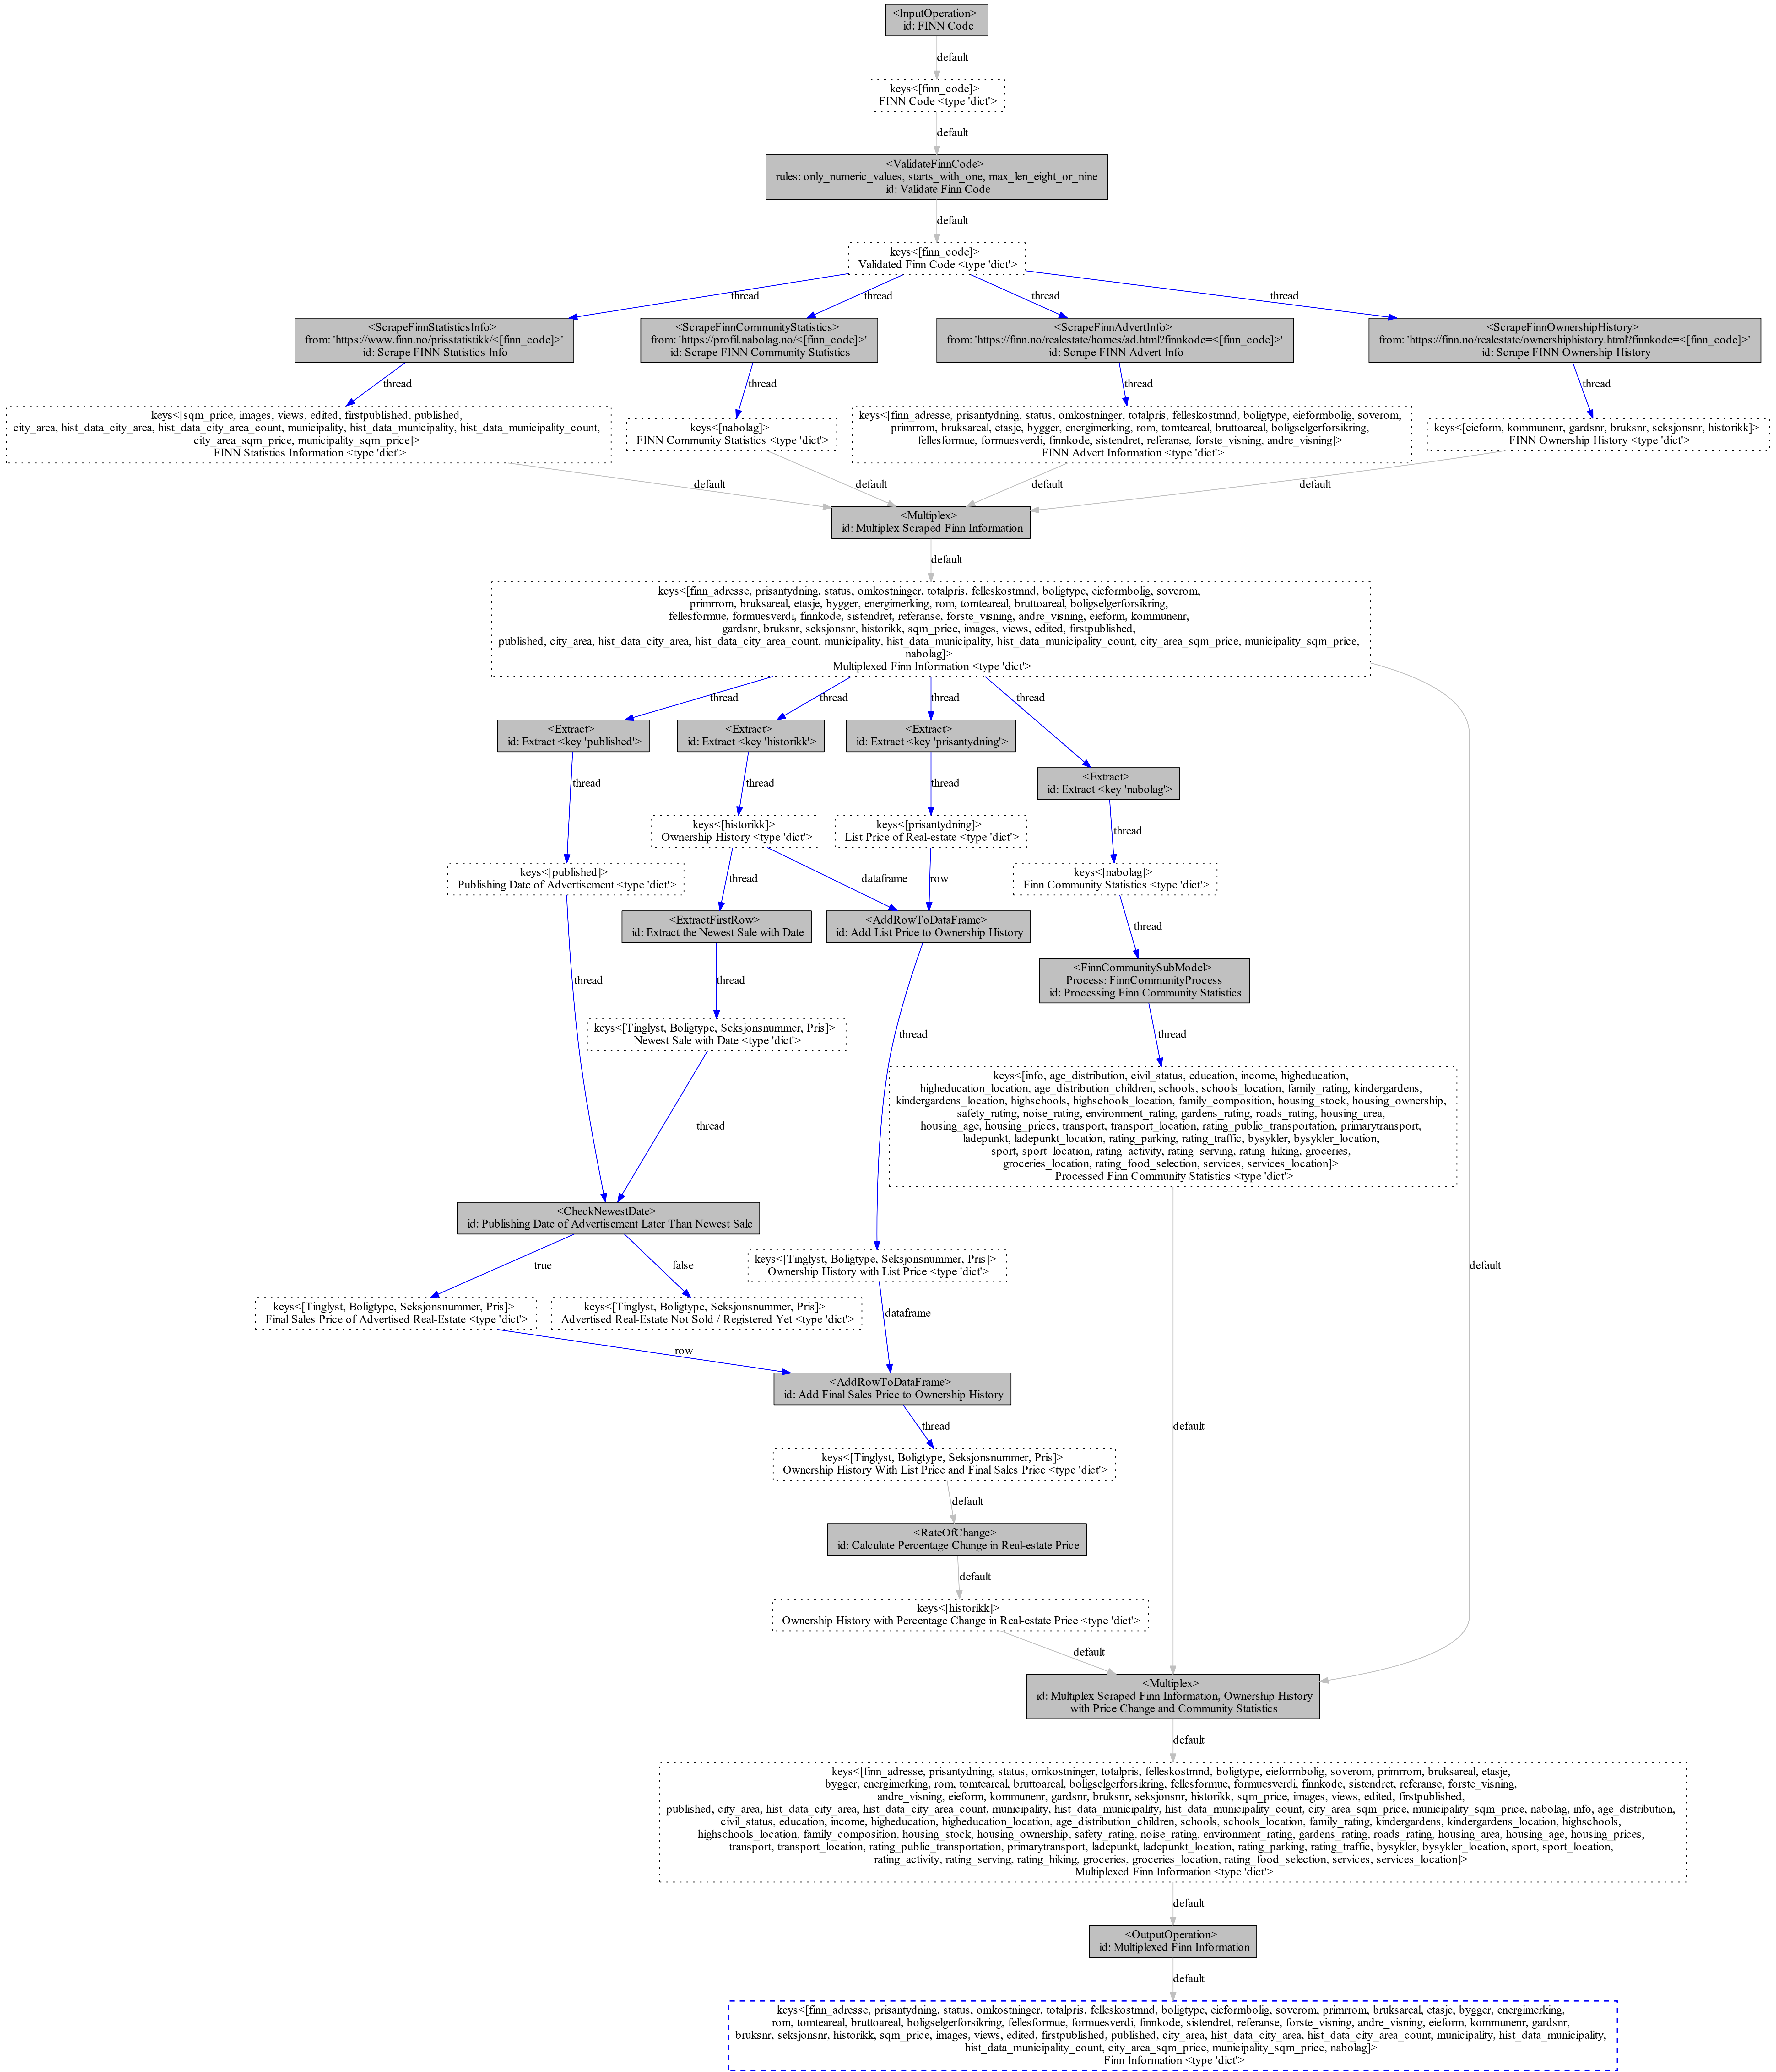 <InputOperation>
id: FINN Code
default
keys<[finn_code]>
FINN Code <type 'dict'>
default
<ValidateFinnCode>
rules: only_numeric_values, starts_with_one, max_len_eight_or_nine
id: Validate Finn Code
default
keys<[finn_code]>
Validated Finn Code <type 'dict'>
thread
thread
thread
thread
<ScrapeFinnStatisticsInfo>
from: 'https://www.finn.no/prisstatistikk/<[finn_code]>'
id: Scrape FINN Statistics Info
<ScrapeFinnCommunityStatistics>
from: 'https://profil.nabolag.no/<[finn_code]>'
id: Scrape FINN Community Statistics
<ScrapeFinnAdvertInfo>
from: 'https://finn.no/realestate/homes/ad.html?finnkode=<[finn_code]>'
id: Scrape FINN Advert Info
<ScrapeFinnOwnershipHistory>
from: 'https://finn.no/realestate/ownershiphistory.html?finnkode=<[finn_code]>'
id: Scrape FINN Ownership History
thread
thread
thread
thread
keys<[sqm_price, images, views, edited, firstpublished, published,
city_area, hist_data_city_area, hist_data_city_area_count, municipality, hist_data_municipality, hist_data_municipality_count,
city_area_sqm_price, municipality_sqm_price]>
FINN Statistics Information <type 'dict'>
keys<[nabolag]>
FINN Community Statistics <type 'dict'>
keys<[finn_adresse, prisantydning, status, omkostninger, totalpris, felleskostmnd, boligtype, eieformbolig, soverom,
primrrom, bruksareal, etasje, bygger, energimerking, rom, tomteareal, bruttoareal, boligselgerforsikring,
fellesformue, formuesverdi, finnkode, sistendret, referanse, forste_visning, andre_visning]>
FINN Advert Information <type 'dict'>
keys<[eieform, kommunenr, gardsnr, bruksnr, seksjonsnr, historikk]>
FINN Ownership History <type 'dict'>
default
default
default
default
<Multiplex>
id: Multiplex Scraped Finn Information
default
keys<[finn_adresse, prisantydning, status, omkostninger, totalpris, felleskostmnd, boligtype, eieformbolig, soverom,
primrrom, bruksareal, etasje, bygger, energimerking, rom, tomteareal, bruttoareal, boligselgerforsikring,
fellesformue, formuesverdi, finnkode, sistendret, referanse, forste_visning, andre_visning, eieform, kommunenr,
gardsnr, bruksnr, seksjonsnr, historikk, sqm_price, images, views, edited, firstpublished,
published, city_area, hist_data_city_area, hist_data_city_area_count, municipality, hist_data_municipality, hist_data_municipality_count, city_area_sqm_price, municipality_sqm_price,
nabolag]>
Multiplexed Finn Information <type 'dict'>
thread
thread
thread
thread
<Extract>
id: Extract <key 'published'>
<Extract>
id: Extract <key 'historikk'>
<Extract>
id: Extract <key 'prisantydning'>
<Extract>
id: Extract <key 'nabolag'>
thread
thread
thread
thread
keys<[historikk]>
Ownership History <type 'dict'>
keys<[prisantydning]>
List Price of Real-estate <type 'dict'>
keys<[published]>
Publishing Date of Advertisement <type 'dict'>
keys<[nabolag]>
Finn Community Statistics <type 'dict'>
thread
dataframe
row
thread
<ExtractFirstRow>
id: Extract the Newest Sale with Date
<AddRowToDataFrame>
id: Add List Price to Ownership History
<FinnCommunitySubModel>
Process: FinnCommunityProcess
id: Processing Finn Community Statistics
thread
thread
thread
thread
keys<[Tinglyst, Boligtype, Seksjonsnummer, Pris]>
Newest Sale with Date <type 'dict'>
keys<[info, age_distribution, civil_status, education, income, higheducation,
higheducation_location, age_distribution_children, schools, schools_location, family_rating, kindergardens,
kindergardens_location, highschools, highschools_location, family_composition, housing_stock, housing_ownership,
safety_rating, noise_rating, environment_rating, gardens_rating, roads_rating, housing_area,
housing_age, housing_prices, transport, transport_location, rating_public_transportation, primarytransport,
ladepunkt, ladepunkt_location, rating_parking, rating_traffic, bysykler, bysykler_location,
sport, sport_location, rating_activity, rating_serving, rating_hiking, groceries,
groceries_location, rating_food_selection, services, services_location]>
Processed Finn Community Statistics <type 'dict'>
thread
<CheckNewestDate>
id: Publishing Date of Advertisement Later Than Newest Sale
true
false
keys<[Tinglyst, Boligtype, Seksjonsnummer, Pris]>
Ownership History with List Price <type 'dict'>
default
keys<[Tinglyst, Boligtype, Seksjonsnummer, Pris]>
Final Sales Price of Advertised Real-Estate <type 'dict'>
keys<[Tinglyst, Boligtype, Seksjonsnummer, Pris]>
Advertised Real-Estate Not Sold / Registered Yet <type 'dict'>
dataframe
row
<AddRowToDataFrame>
id: Add Final Sales Price to Ownership History
thread
default
keys<[Tinglyst, Boligtype, Seksjonsnummer, Pris]>
Ownership History With List Price and Final Sales Price <type 'dict'>
default
<RateOfChange>
id: Calculate Percentage Change in Real-estate Price
default
keys<[historikk]>
Ownership History with Percentage Change in Real-estate Price <type 'dict'>
default
<Multiplex>
id: Multiplex Scraped Finn Information, Ownership History
with Price Change and Community Statistics
default
keys<[finn_adresse, prisantydning, status, omkostninger, totalpris, felleskostmnd, boligtype, eieformbolig, soverom, primrrom, bruksareal, etasje,
bygger, energimerking, rom, tomteareal, bruttoareal, boligselgerforsikring, fellesformue, formuesverdi, finnkode, sistendret, referanse, forste_visning,
andre_visning, eieform, kommunenr, gardsnr, bruksnr, seksjonsnr, historikk, sqm_price, images, views, edited, firstpublished,
published, city_area, hist_data_city_area, hist_data_city_area_count, municipality, hist_data_municipality, hist_data_municipality_count, city_area_sqm_price, municipality_sqm_price, nabolag, info, age_distribution,
civil_status, education, income, higheducation, higheducation_location, age_distribution_children, schools, schools_location, family_rating, kindergardens, kindergardens_location, highschools,
highschools_location, family_composition, housing_stock, housing_ownership, safety_rating, noise_rating, environment_rating, gardens_rating, roads_rating, housing_area, housing_age, housing_prices,
transport, transport_location, rating_public_transportation, primarytransport, ladepunkt, ladepunkt_location, rating_parking, rating_traffic, bysykler, bysykler_location, sport, sport_location,
rating_activity, rating_serving, rating_hiking, groceries, groceries_location, rating_food_selection, services, services_location]>
Multiplexed Finn Information <type 'dict'>
default
<OutputOperation>
id: Multiplexed Finn Information
default
keys<[finn_adresse, prisantydning, status, omkostninger, totalpris, felleskostmnd, boligtype, eieformbolig, soverom, primrrom, bruksareal, etasje, bygger, energimerking,
rom, tomteareal, bruttoareal, boligselgerforsikring, fellesformue, formuesverdi, finnkode, sistendret, referanse, forste_visning, andre_visning, eieform, kommunenr, gardsnr,
bruksnr, seksjonsnr, historikk, sqm_price, images, views, edited, firstpublished, published, city_area, hist_data_city_area, hist_data_city_area_count, municipality, hist_data_municipality,
hist_data_municipality_count, city_area_sqm_price, municipality_sqm_price, nabolag]>
Finn Information <type 'dict'>